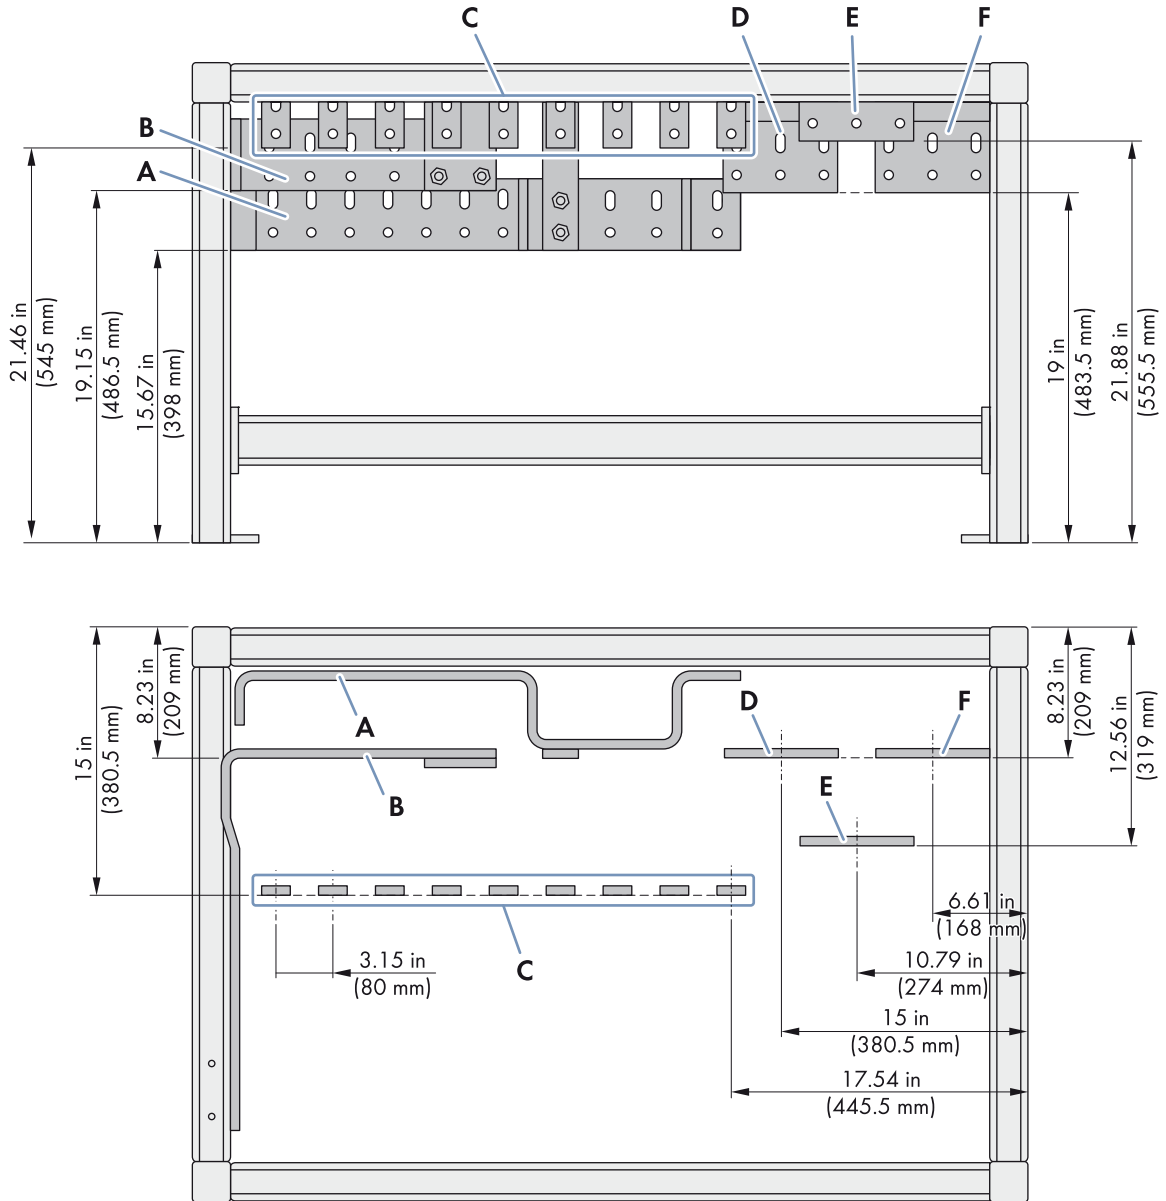 C
D
E
F
B
A
21.46 in
(545 mm)
19.15 in
(486.5 mm)
15.67 in
(398 mm)
19 in
(483.5 mm)
21.88 in
(555.5 mm)
15 in
(380.5 mm)
8.23 in
(209 mm)
8.23 in
(209 mm)
12.56 in
(319 mm)
A
D
F
B
E
C
3.15 in
(80 mm)
6.61 in
(168 mm)
10.79 in
(274 mm)
15 in
(380.5 mm)
17.54 in
(445.5 mm)